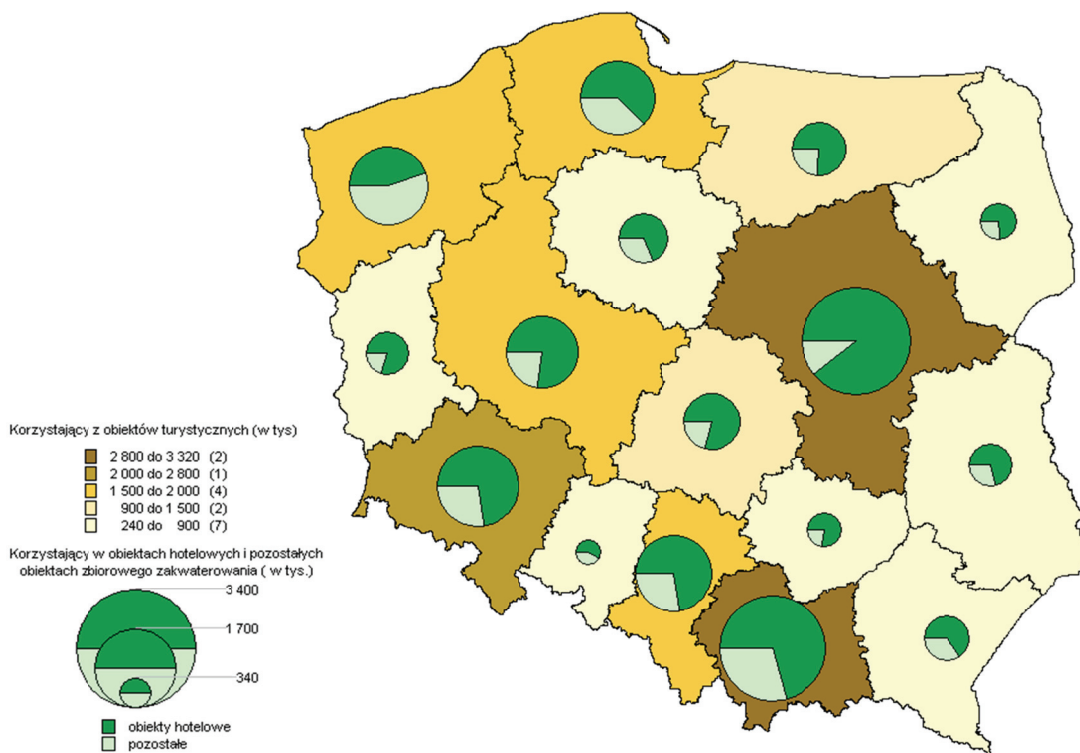 Korzystający z obiektów turystycznych (w tys)
2 800 do 3 320 (2)
2 000 do 2 800 (1)
1 500 do 2 000 (4)
900 do 1 500 (2)
240 do 900 (7)
Korzystający w obiektach hotelowych i pozostałych
obiektach zbiorowego zakwaterowania ( w tys.)
3 400
1 700
340
obiekty hotelowe
pozostałe